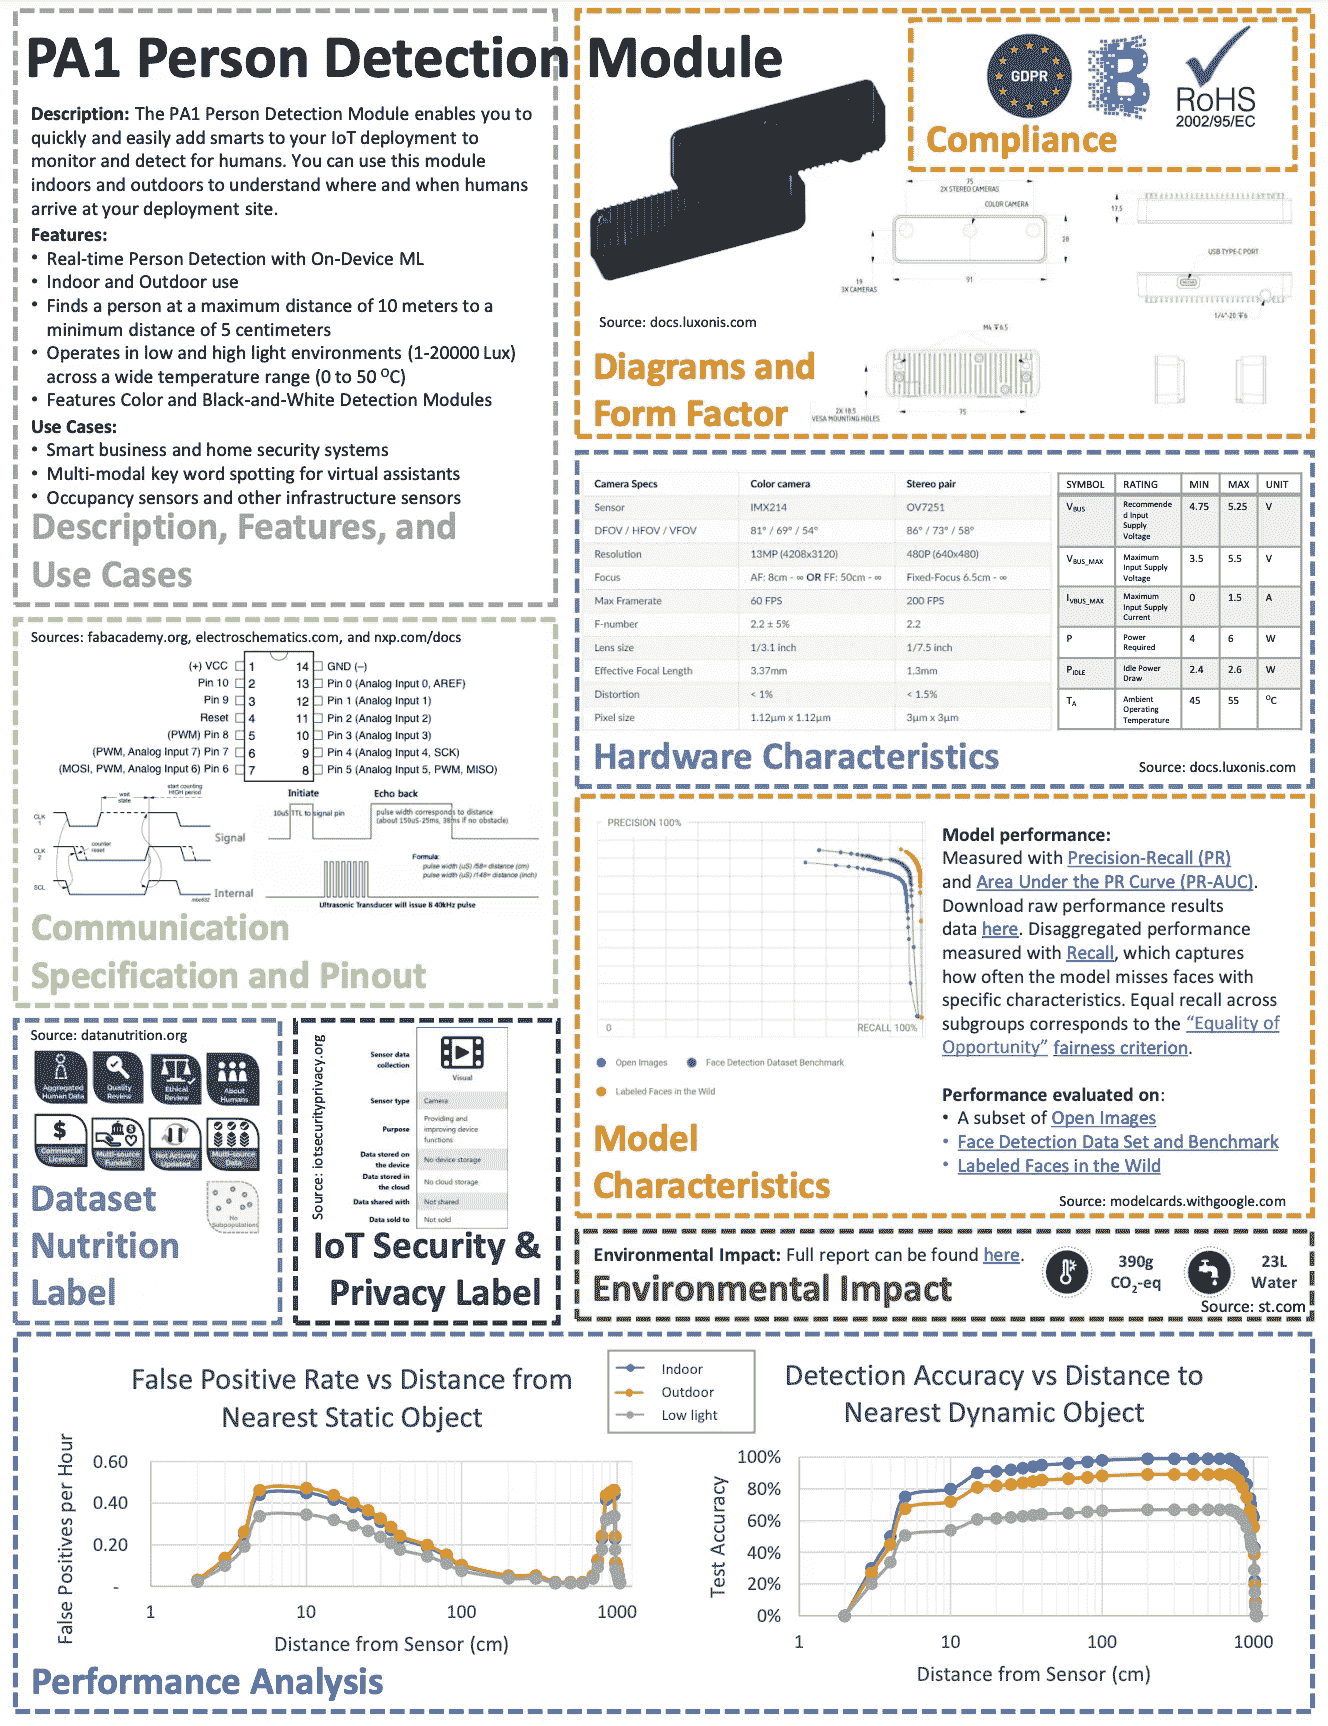 PA1 Person Detection Module
Description: The PA1 Person Detection Module enables you to
quickly and easily add smarts to your IoT deployment to
monitor and detect for humans. You can use this module
indoors and outdoors to understand where and when humans
arrive at your deployment site.
Features:
• Real-time Person Detection with On-Device ML
• Indoor and Outdoor use
• Finds a person at a maximum distance of 10 meters to a
minimum distance of 5 centimeters
• Operates in low and high light environments (1-20000 Lux)
across a wide temperature range (0 to 50 ⁰C)
• Features Color and Black-and-White Detection Modules
Use Cases:
• Smart business and home security systems
• Multi-modal key word spotting for virtual assistants
• Occupancy sensors and other infrastructure sensors
Description, Features, and
Use Cases
GDPR
RoHS
2002/95/EC
Compliance
75
2X STEREO CAMERAS
COLOR CAMERA
28
19
3X CAMERAS
91
17.5
USB TYPE-C PORT
1/4"-20 ↧6
M4 ↧6.5
2X 18.5
VESA MOUNTING HOLES
75
Source: docs.luxonis.com
Diagrams and
Form Factor
Camera Specs Color camera Stereo pair
Sensor IMX214 OV7251
DFOV / HFOV / VFOV 81° / 69° / 54° 86° / 73° / 58°
Resolution 13MP (4208x3120) 480P (640x480)
Focus AF: 8cm - ∞ OR FF: 50cm - ∞ Fixed-Focus 6.5cm - ∞
Max Framerate 60 FPS 200 FPS
F-number 2.2 ± 5% 2.2
Lens size 1/3.1 inch 1/7.5 inch
Effective Focal Length 3.37mm 1.3mm
Distortion < 1% < 1.5%
Pixel size 1.12μm x 1.12μm 3μm x 3μm
SYMBOL RATING MIN MAX UNIT
VBUS Recommende
d Input
Supply
Voltage 4.75 5.25 V
VBUS_MAX Maximum
Input Supply
Voltage 3.5 5.5 V
IVBUS_MAX Maximum
Input Supply
Current 0 1.5 A
P Power
Required 4 6 W
PIDLE Idle Power
Draw 2.4 2.6 W
TA Ambient
Operating
Temperature 45 55 ⁰C
Hardware Characteristics
Source: docs.luxonis.com
Sources: fabacademy.org, electroschematics.com, and nxp.com/docs
(+) VCC 1 14 GND (–)
Pin 10 2 13 Pin 0 (Analog Input 0, AREF)
Pin 9 3 12 Pin 1 (Analog Input 1)
Reset 4 11 Pin 2 (Analog Input 2)
(PWM) Pin 8 5 10 Pin 3 (Analog Input 3)
(PWM, Analog Input 7) Pin 7 6 9 Pin 4 (Analog Input 4, SCK)
(MOSI, PWM, Analog Input 6) Pin 6 7 8 Pin 5 (Analog Input 5, PWM, MISO)
wait
state
start counting
HIGH period
CLK
1
counter
reset
CLK
2
SCL
Signal
Internal
Initiate Echo back
10uS TTL to signal pin
pulse width corresponds to distance
(about 150uS-25ms, 38ms if no obstacle)
Formula:
pulse width (uS) /58= distance (cm)
pulse width (uS) /148= distance (inch)
Ultrasonic Transducer will issue 8 40kHz pulse
Communication
Specification and Pinout
PRECISION 100%
0
RECALL 100%
Open Images
Face Detection Dataset Benchmark
Labeled Faces in the Wild
Model performance:
Measured with Precision-Recall (PR)
and Area Under the PR Curve (PR-AUC).
Download raw performance results
data here. Disaggregated performance
measured with Recall, which captures
how often the model misses faces with
specific characteristics. Equal recall across
subgroups corresponds to the “Equality of
Opportunity” fairness criterion.
Performance evaluated on:
• A subset of Open Images
• Face Detection Data Set and Benchmark
• Labeled Faces in the Wild
Model
Characteristics
Source: modelcards.withgoogle.com
Source: datanutrition.org
Aggregated
Human Data
Quality
Review
Ethical
Review
About
Humans
Commercial
License
Multi-source
Funded
Not Actively
Updated
Multi-source
Data
No
Subpopulations
Dataset
Nutrition
Label
Source: iotsecurityprivacy.org
Sensor data
collection
Visual
Sensor type Camera
Purpose Providing and
improving device
functions
Data stored on
the device No device storage
Data stored in
the cloud No cloud storage
Data shared with Not shared
Data sold to Not sold
IoT Security &
Privacy Label
Environmental Impact: Full report can be found here.
Environmental Impact
390g
CO2-eq
23L
Water
Source: st.com
False Positive Rate vs Distance from
Nearest Static Object
False Positives per Hour
0.60
0.40
0.20
-
1 10 100 1000
Distance from Sensor (cm)
Indoor
Outdoor
Low light
Detection Accuracy vs Distance to
Nearest Dynamic Object
Test Accuracy
100%
80%
60%
40%
20%
0%
1 10 100 1000
Distance from Sensor (cm)
Performance Analysis